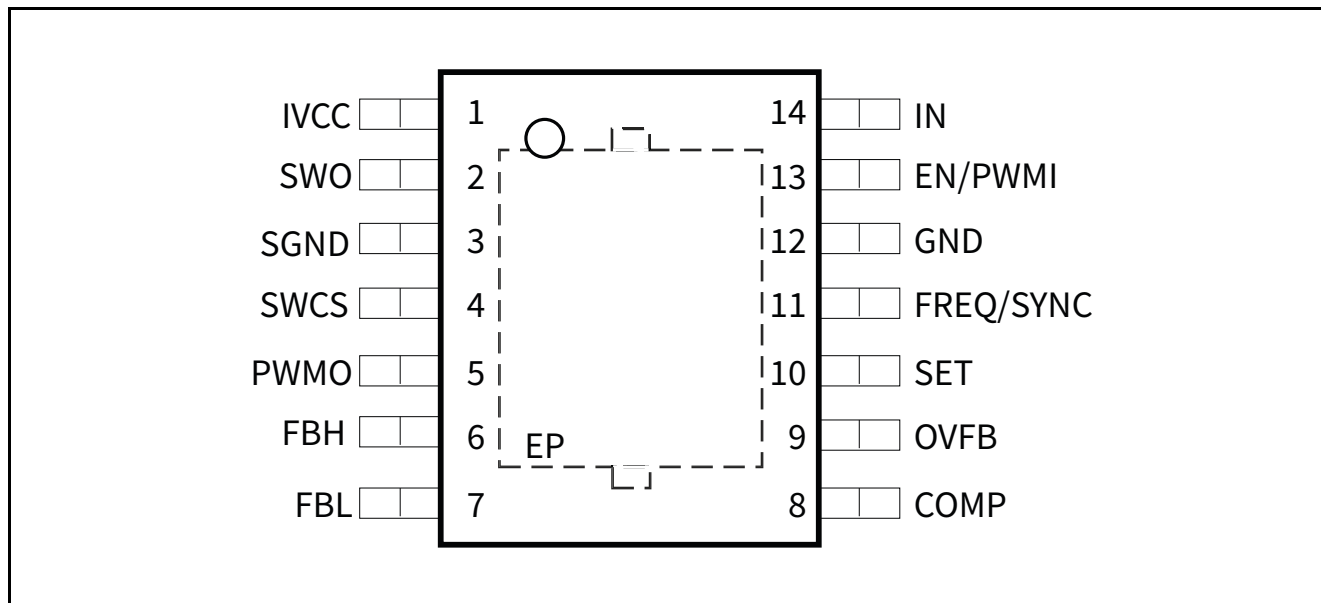 IVCC 1 14 IN
SWO 2 13 EN/PWMI
SGND 3 12 GND
SWCS 4 11 FREQ/SYNC
PWMO 5 10 SET
FBH 6 EP 9 OVFB
FBL 7 8 COMP